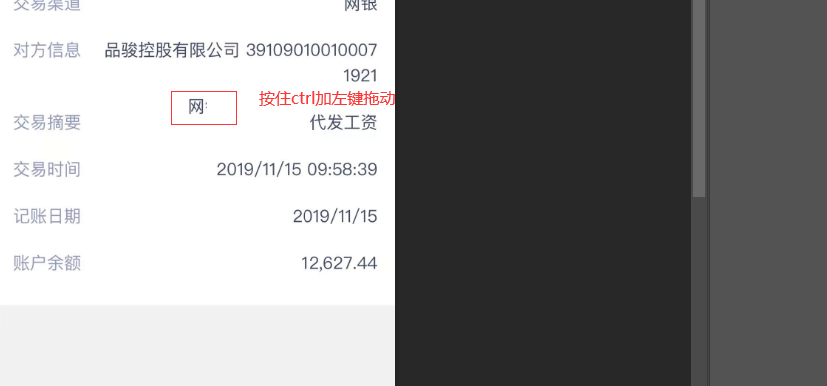 交易渠道 网银
对方信息 品骏控股有限公司 39109010010007
1921
网 按住ctrl加左键拖动
交易摘要 代发工资
交易时间 2019/11/15 09:58:39
记账日期 2019/11/15
账户余额 12,627.44